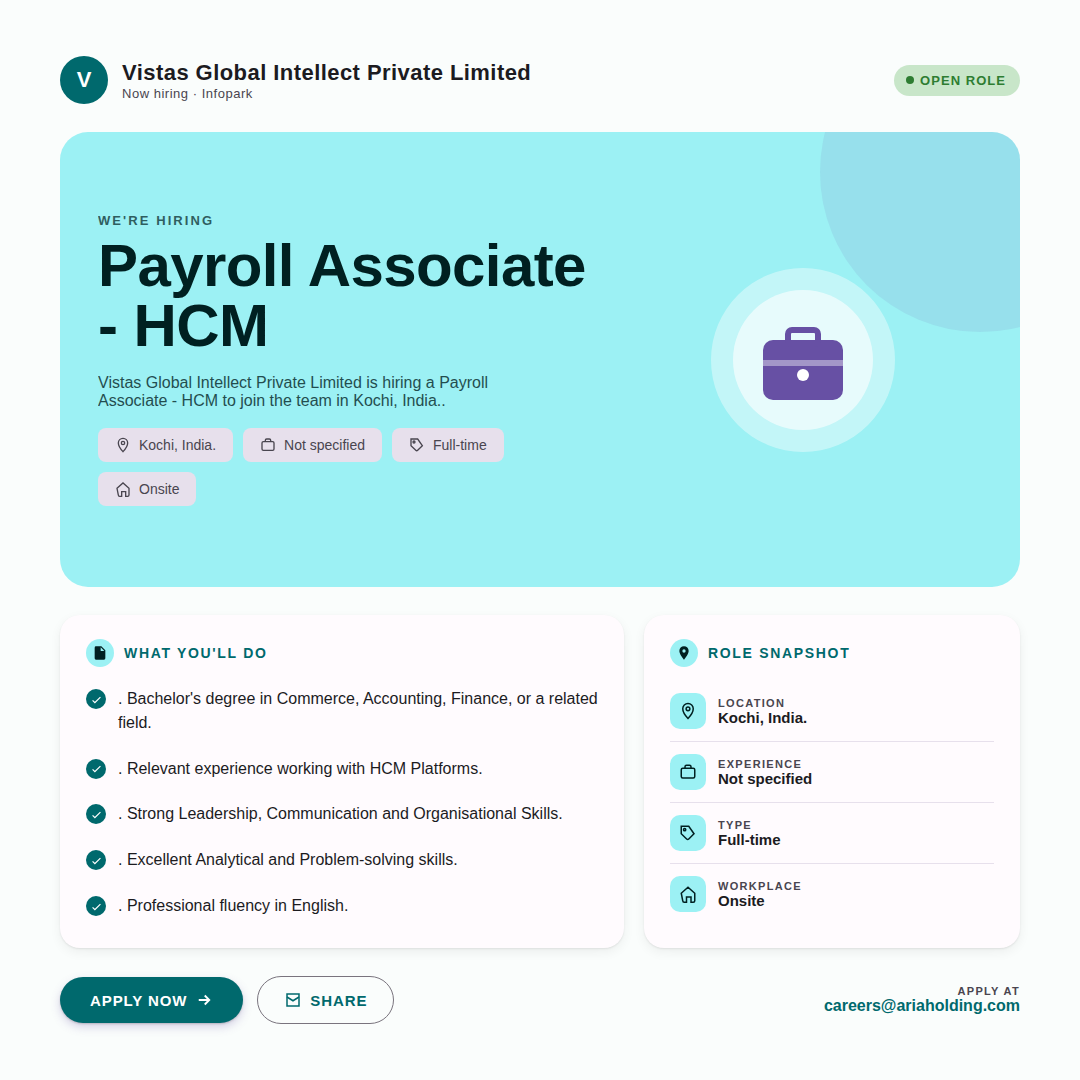 V
Vistas Global Intellect Private Limited
Now hiring · Infopark
OPEN ROLE
WE'RE HIRING
Payroll Associate
- HCM
Vistas Global Intellect Private Limited is hiring a Payroll
Associate - HCM to join the team in Kochi, India..
Kochi, India.
Not specified
Full-time
Onsite
WHAT YOU'LL DO
. Bachelor's degree in Commerce, Accounting, Finance, or a related
field.
. Relevant experience working with HCM Platforms.
. Strong Leadership, Communication and Organisational Skills.
. Excellent Analytical and Problem-solving skills.
. Professional fluency in English.
ROLE SNAPSHOT
LOCATION
Kochi, India.
EXPERIENCE
Not specified
TYPE
Full-time
WORKPLACE
Onsite
APPLY NOW
SHARE
APPLY AT
careers@ariaholding.com